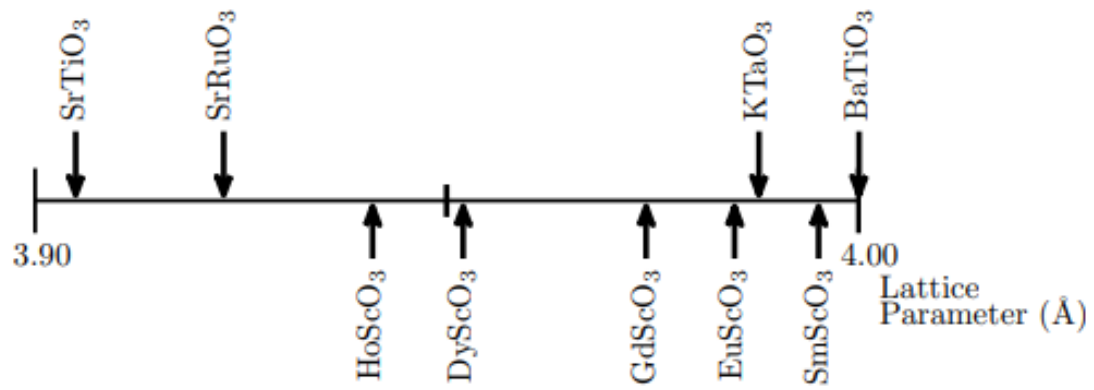 SrTiO₃
SrRuO₃
KTaO₃
BaTiO₃
3.90
4.00
Lattice
Parameter (Å)
HoScO₃
DyScO₃
GdScO₃
EuScO₃
SmScO₃